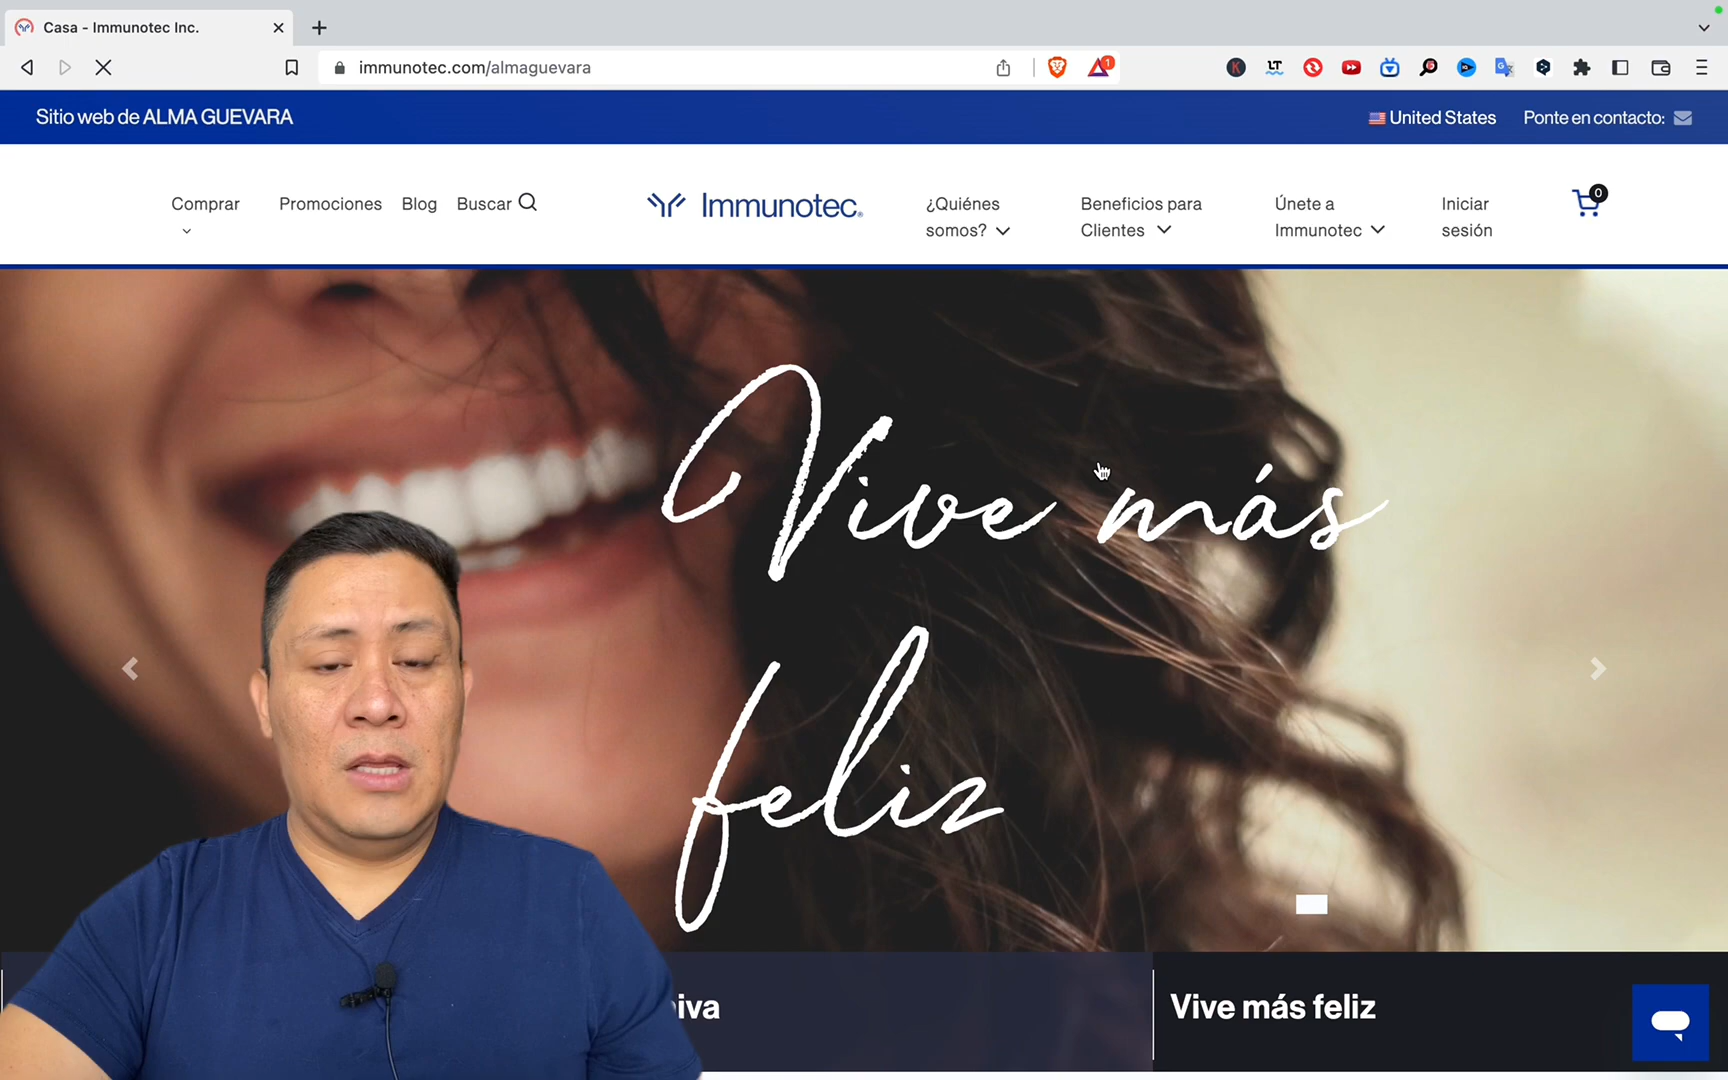 Casa - Immunotec Inc.
immunotec.com/almaguevara
1
LT
Sitio web de ALMA GUEVARA
United States
Ponte en contacto:
Comprar
Promociones
Blog
Buscar
Immunotec®
¿Quiénes
somos?
Beneficios para
Clientes
Únete a
Immunotec
Iniciar
sesión
0
Vive más
feliz
iva
Vive más feliz